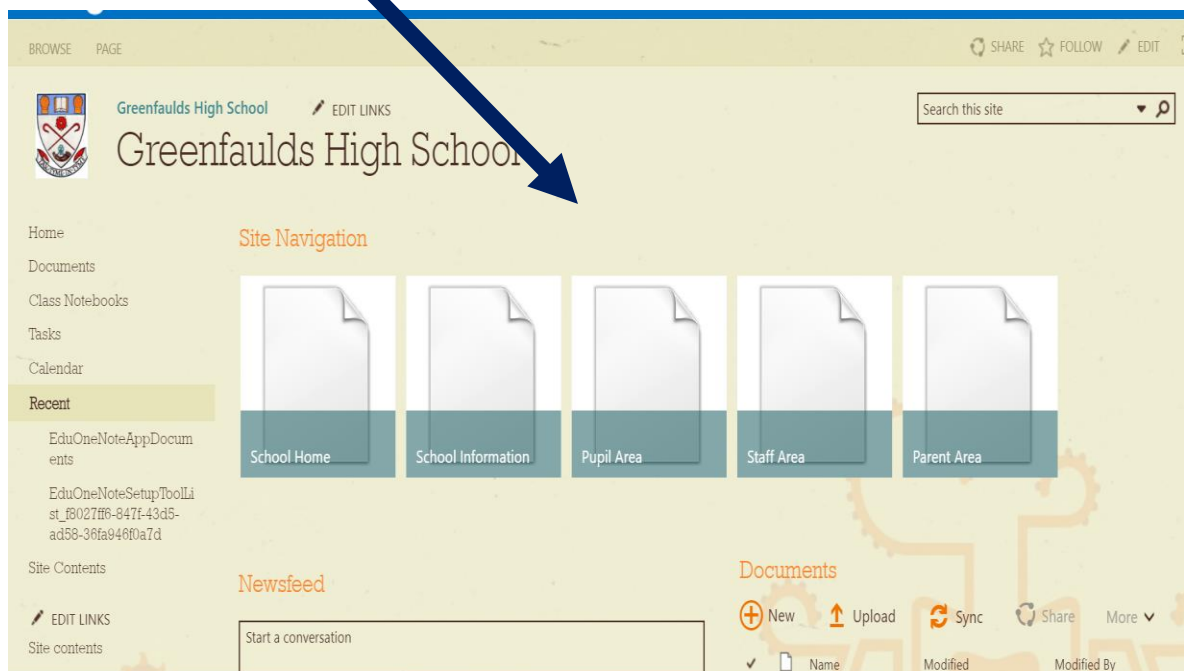 BROWSE PAGE
SHARE FOLLOW EDIT
Greenfaulds High School EDIT LINKS
Search this site
Greenfaulds High School
Home
Documents
Class Notebooks
Tasks
Calendar
Recent
EduOneNoteAppDocum
ents
EduOneNoteSetupToolLi
st_f8027ff6-847f-43d5-
ad58-36fa946f0a7d
Site Contents
EDIT LINKS
Site contents
Site Navigation
School Home
School Information
Pupil Area
Staff Area
Parent Area
Newsfeed
Start a conversation
Documents
New Upload Sync Share More
Name Modified Modified By